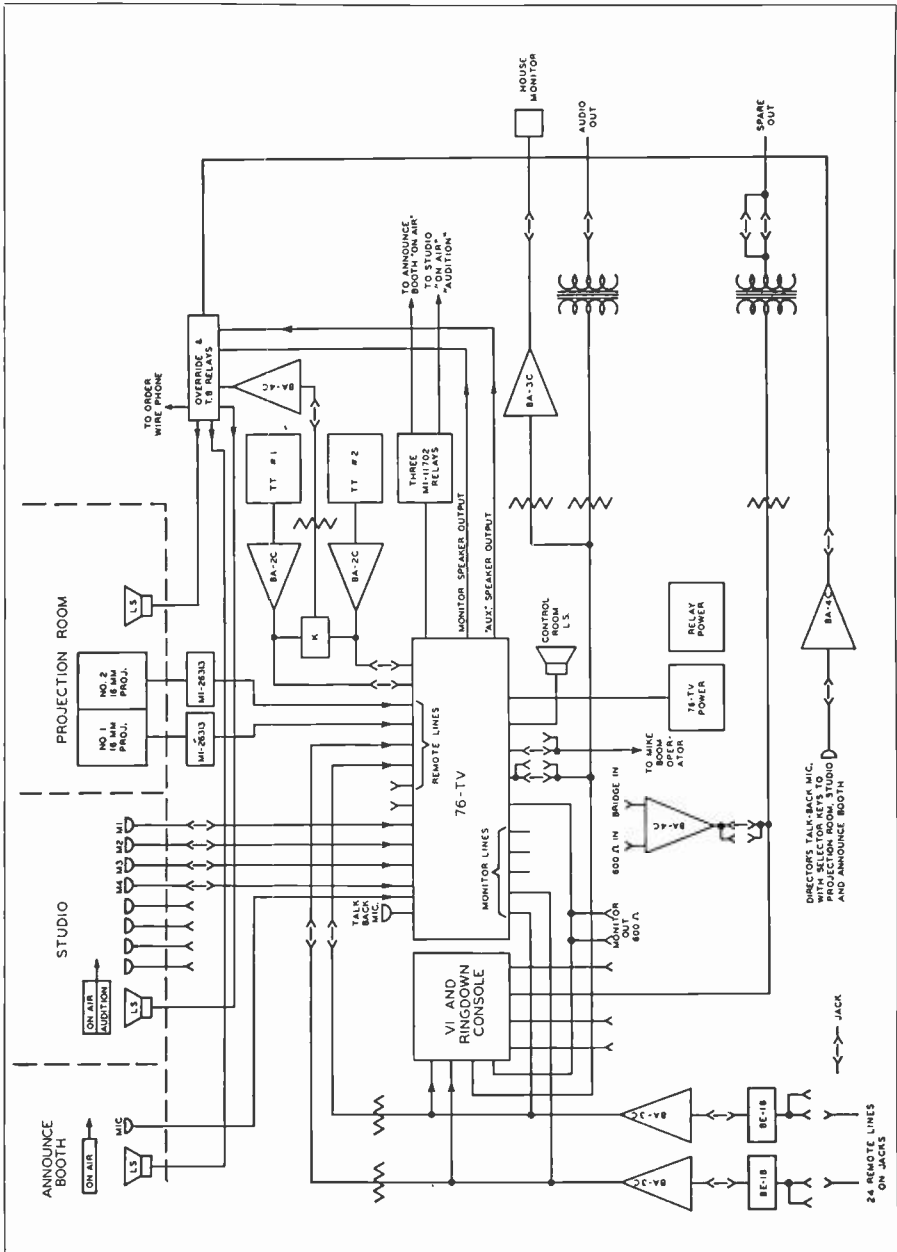 ANNOUNCE
BOOTH
STUDIO
PROJECTION ROOM
ON AIR
LS
MIC
ON AIR
AUDITION
LS
M4
M3
M2
M1
NO. 1
16 MM
PROJ.
NO. 2
16 MM
PROJ.
LS
MI-26313
MI-26313
TO ORDER
WIRE PHONE
OVERRIDE &
T.B RELAYS
BA-4C
TT #1
TT #2
BA-2C
BA-2C
K
TO ANNOUNCE
BOOTH "ON AIR"
TO STUDIO
"ON AIR"
"AUDITION"
THREE
MI-11702
RELAYS
MONITOR SPEAKER OUTPUT
"AUX." SPEAKER OUTPUT
TALK
BACK
MIC.
REMOTE LINES
76-TV
MONITOR LINES
CONTROL
ROOM
L.S.
HOUSE
MONITOR
BA-3C
AUDIO
OUT
SPARE
OUT
VI AND
RINGDOWN
CONSOLE
MONITOR
OUT
600 Ω
TO MIKE
BOOM
OPER-
ATOR
76-TV
POWER
RELAY
POWER
600 Ω IN
BRIDGE IN
BA-4C
BA-4
DIRECTOR'S TALK-BACK MIC,
WITH SELECTOR KEYS TO
PROJECTION ROOM, STUDIO
AND ANNOUNCE BOOTH
JACK
BA-3C
BA-3C
BE-1B
BE-1B
24 REMOTE LINES
ON JACKS